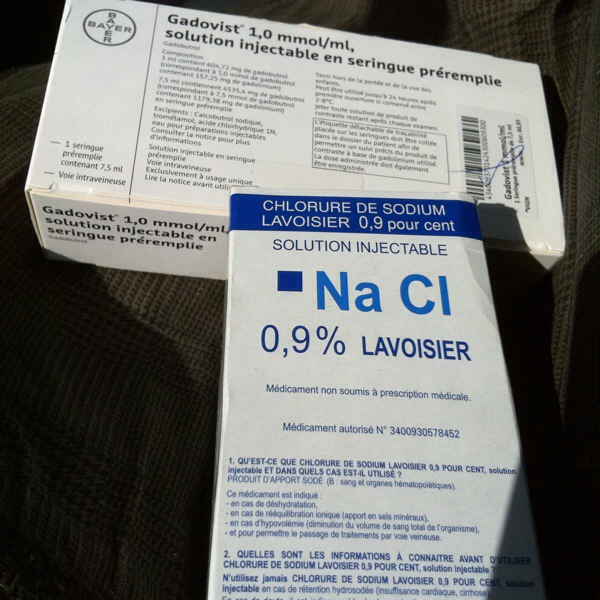 BAYER
BAYER
Gadovist® 1,0 mmol/ml,
solution injectable en seringue préremplie
Gadobutrol
Composition
1 ml contient 604,72 mg de gadobutrol
(correspondant à 1,0 mmol de gadobutrol
contenant 157,25 mg de gadolinium)
7,5 ml contiennent 4535,4 mg de gadobutrol
(correspondant à 7,5 mmol de gadobutrol
contenant 1179,38 mg de gadolinium)
en seringue préremplie
Excipients : Calcobutrol sodique,
trométamol, acide chlorhydrique 1N,
eau pour préparations injectables
Consulter la notice pour plus
d'informations
Solution injectable en seringue
préremplie
Voie intraveineuse
Exclusivement à usage unique
Lire la notice avant
— 1 seringue
préremplie
contenant 7,5 ml
— Voie intraveineuse
Tenir hors de la portée et de la vue des
enfants.
Peut être utilisé jusqu'à 24 heures après
première ouverture si conservé entre
2-8°C.
Jeter toute solution de produit de
contraste restant après chaque examen.
L'étiquette détachable de traçabilité
placée sur les seringues doit être collée
dans le dossier du patient afin de
permettre un suivi précis du produit de
contraste à base de gadolinium utilisé.
La dose administrée doit également
être enregistrée.
Gadovist® 1,0 mmol/ml,
solution injectable en
seringue préremplie
Gadobutrol
CHLORURE DE SODIUM
LAVOISIER 0,9 pour cent
SOLUTION INJECTABLE
Na Cl
0,9% LAVOISIER
Médicament non soumis à prescription médicale.
Médicament autorisé N° 3400930578452
1. QU'EST-CE QUE CHLORURE DE SODIUM LAVOISIER 0,9 POUR CENT, solution
injectable ET DANS QUELS CAS EST-IL UTILISÉ ?
PRODUIT D'APPORT SODÉ (B : sang et organes hématopoïétiques).
Ce médicament est indiqué :
- en cas de déshydratation,
- en cas de rééquilibration ionique (apport en sels minéraux),
- en cas d'hypovolémie (diminution du volume de sang total de l'organisme),
- et pour permettre le passage de traitements par voie veineuse.
2. QUELLES SONT LES INFORMATIONS À CONNAITRE AVANT D'UTILISER
CHLORURE DE SODIUM LAVOISIER 0,9 POUR CENT, solution injectable ?
N'utilisez jamais CHLORURE DE SODIUM LAVOISIER 0,9 POUR CENT, solution
injectable en cas de rétention hydrosodée (insuffisance cardiaque, cirrhose)